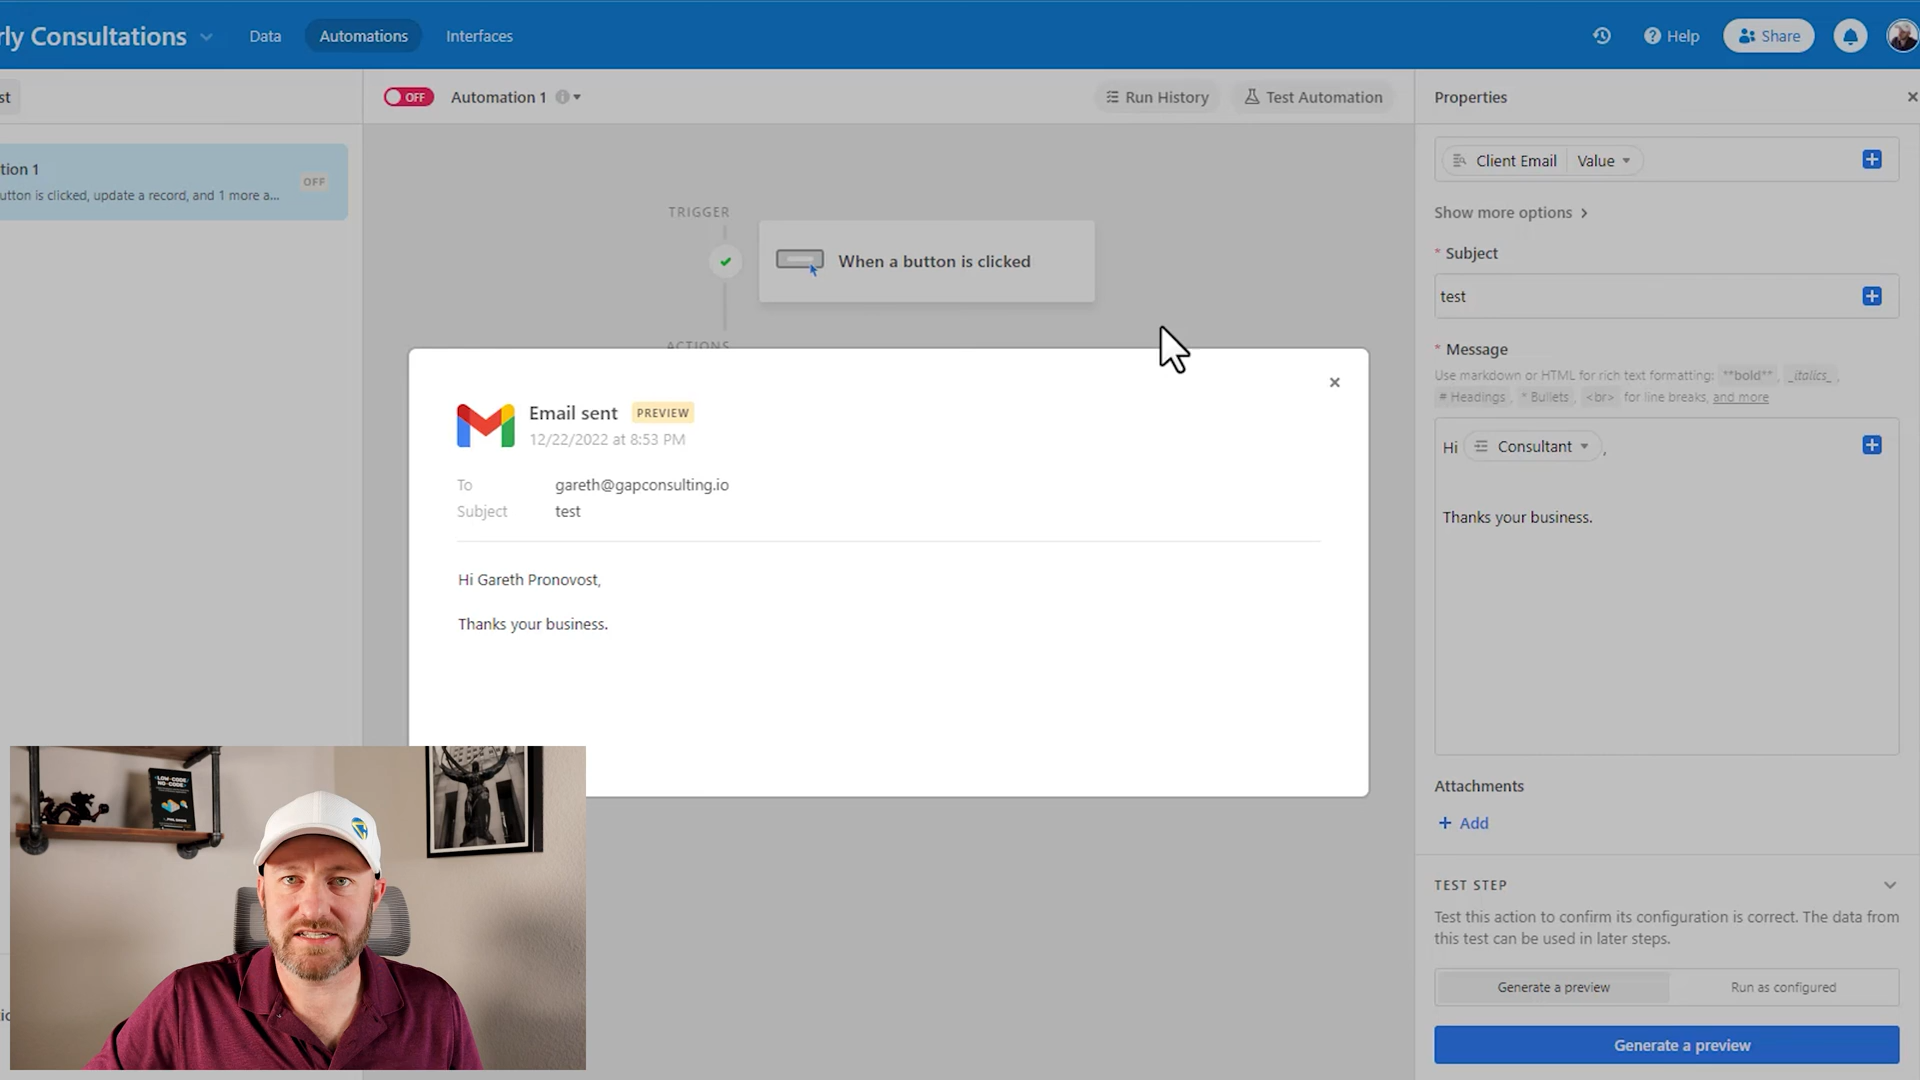 rly Consultations
Data
Automations
Interfaces
Help
Share
st
OFF
Automation 1
Run History
Test Automation
Properties
tion 1
utton is clicked, update a record, and 1 more a...
OFF
TRIGGER
When a button is clicked
ACTIONS
Email sent
PREVIEW
12/22/2022 at 8:53 PM
To
gareth@gapconsulting.io
Subject
test
Hi Gareth Pronovost,
Thanks your business.
Client Email
Value
Show more options
* Subject
test
* Message
Use markdown or HTML for rich text formatting: **bold** , _italics_ ,
# Headings , * Bullets , <br> for line breaks, and more
Hi Consultant ,
Thanks your business.
Attachments
+ Add
TEST STEP
Test this action to confirm its configuration is correct. The data from
this test can be used in later steps.
Generate a preview
Run as configured
Generate a preview
LOW-CODE
NO-CODE